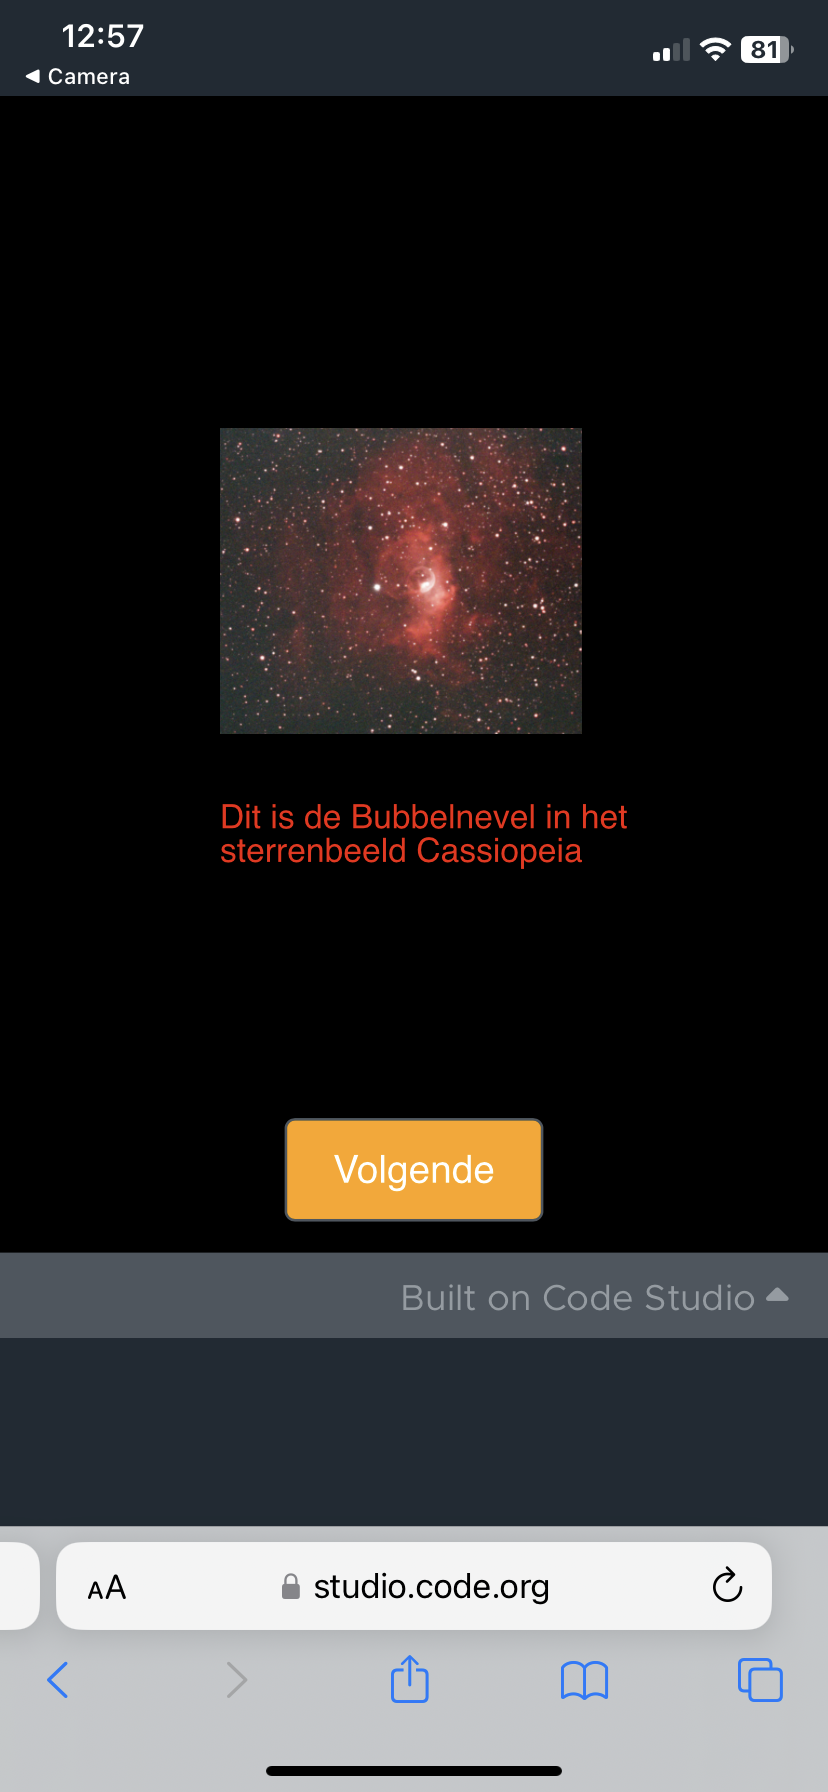 12:57
81
◀ Camera
Dit is de Bubbelnevel in het
sterrenbeeld Cassiopeia
Volgende
Built on Code Studio
AA
studio.code.org